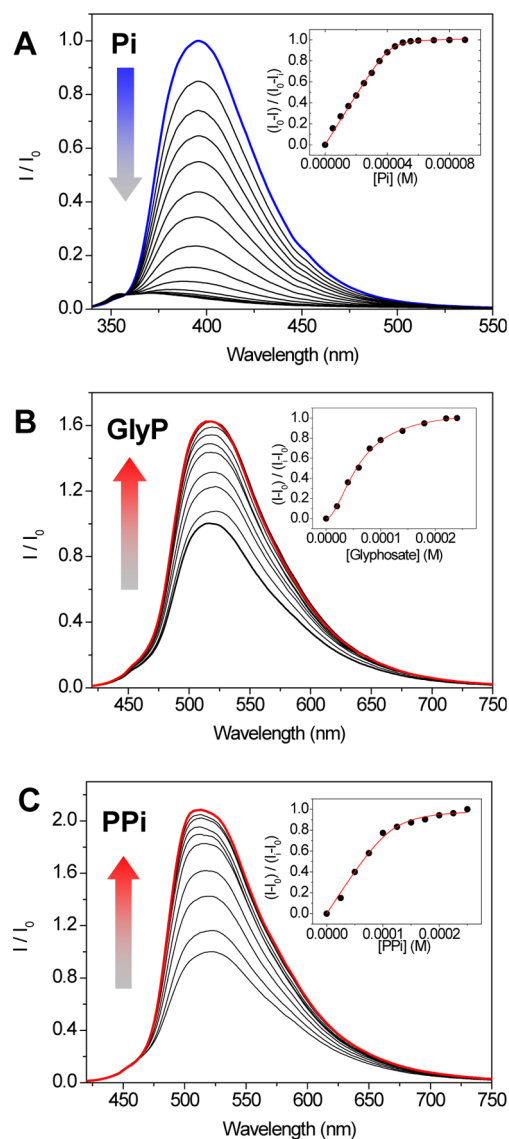 A
Pi
1.0
0.8
0.6
0.4
0.2
0.0
I / I0
350 400 450 500 550
Wavelength (nm)
1.0
0.8
0.6
0.4
0.2
0.0
(I0-I) / (I0-Ii)
0.00000 0.00004 0.00008
[Pi] (M)
B
GlyP
1.6
1.2
0.8
0.4
0.0
I / I0
450 500 550 600 650 700 750
Wavelength (nm)
1.0
0.8
0.6
0.4
0.2
0.0
(I-I0) / (Ii-I0)
0.0000 0.0001 0.0002
[Glyphosate] (M)
C
PPi
2.0
1.6
1.2
0.8
0.4
0.0
I / I0
450 500 550 600 650 700 750
Wavelength (nm)
1.0
0.8
0.6
0.4
0.2
0.0
(I-I0) / (Ii-I0)
0.0000 0.0001 0.0002
[PPi] (M)